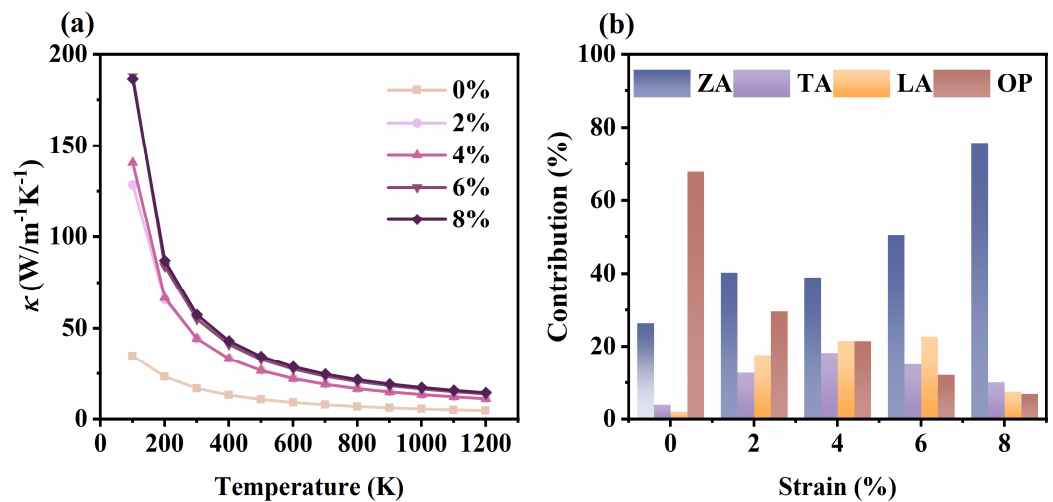 (a)
κ (W/m⁻¹K⁻¹)
200
150
100
50
0
0 200 400 600 800 1000 1200
Temperature (K)
0%
2%
4%
6%
8%
(b)
Contribution (%)
100
80
60
40
20
0
ZA TA LA OP
0 2 4 6 8
Strain (%)